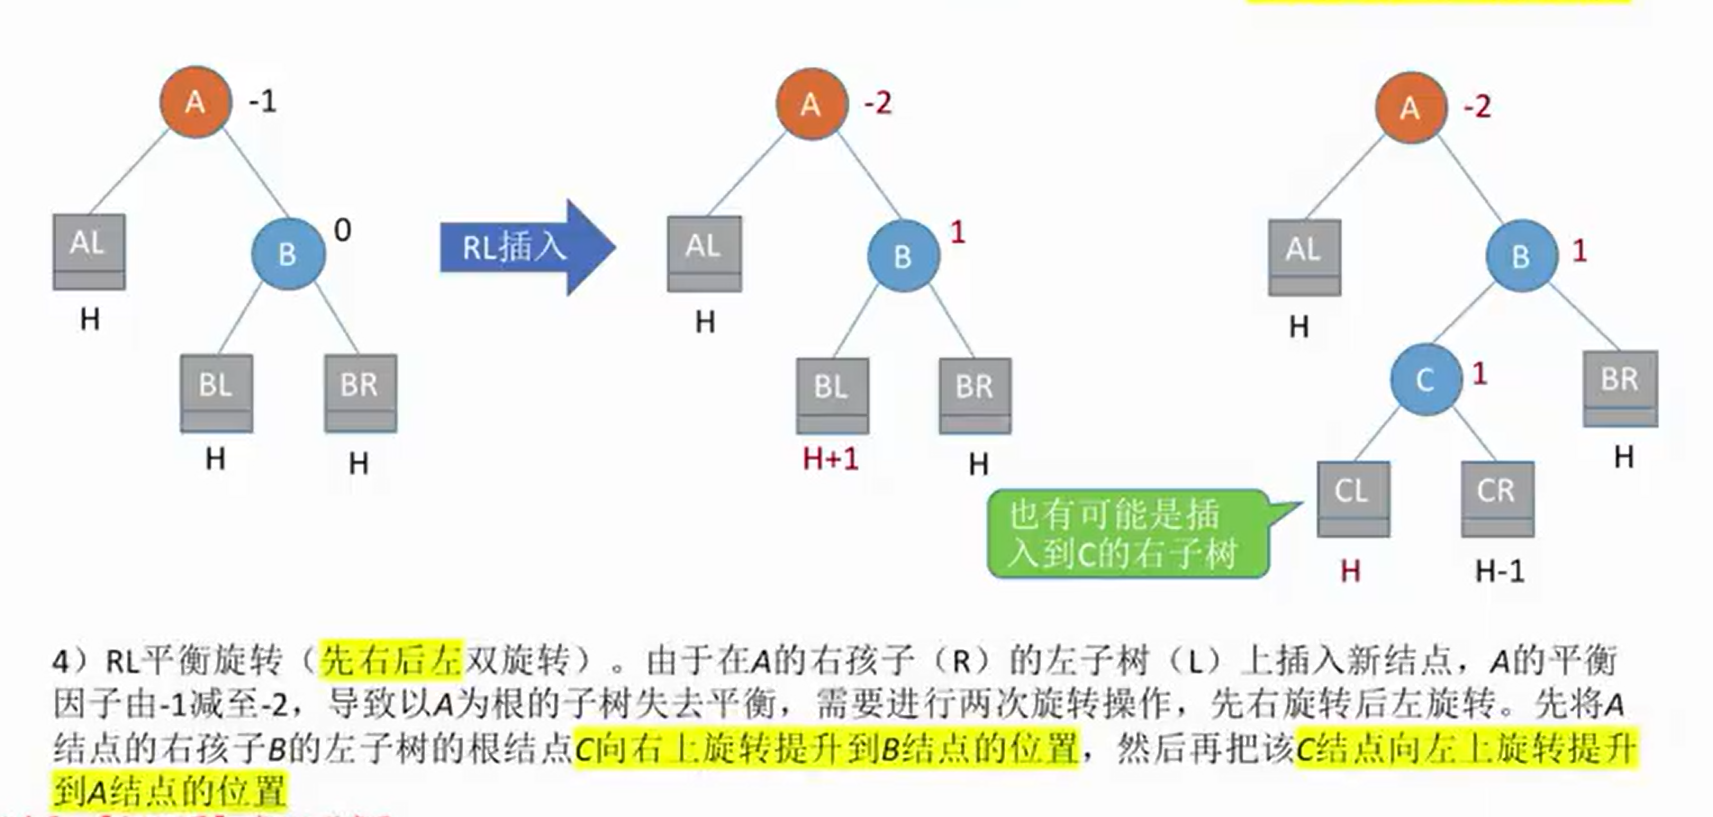 A -1
AL
H
B 0
BL
H
BR
H
RL插入
A -2
AL
H
B 1
BL
H+1
BR
H
A -2
AL
H
B 1
C 1
BR
H
CL
H
CR
H-1
也有可能是插
入到C的右子树
4）RL平衡旋转（先右后左双旋转）。由于在A的右孩子（R）的左子树（L）上插入新结点，A的平衡
因子由-1减至-2，导致以A为根的子树失去平衡，需要进行两次旋转操作，先右旋转后左旋转。先将A
结点的右孩子B的左子树的根结点C向右上旋转提升到B结点的位置，然后再把该C结点向左上旋转提升
到A结点的位置